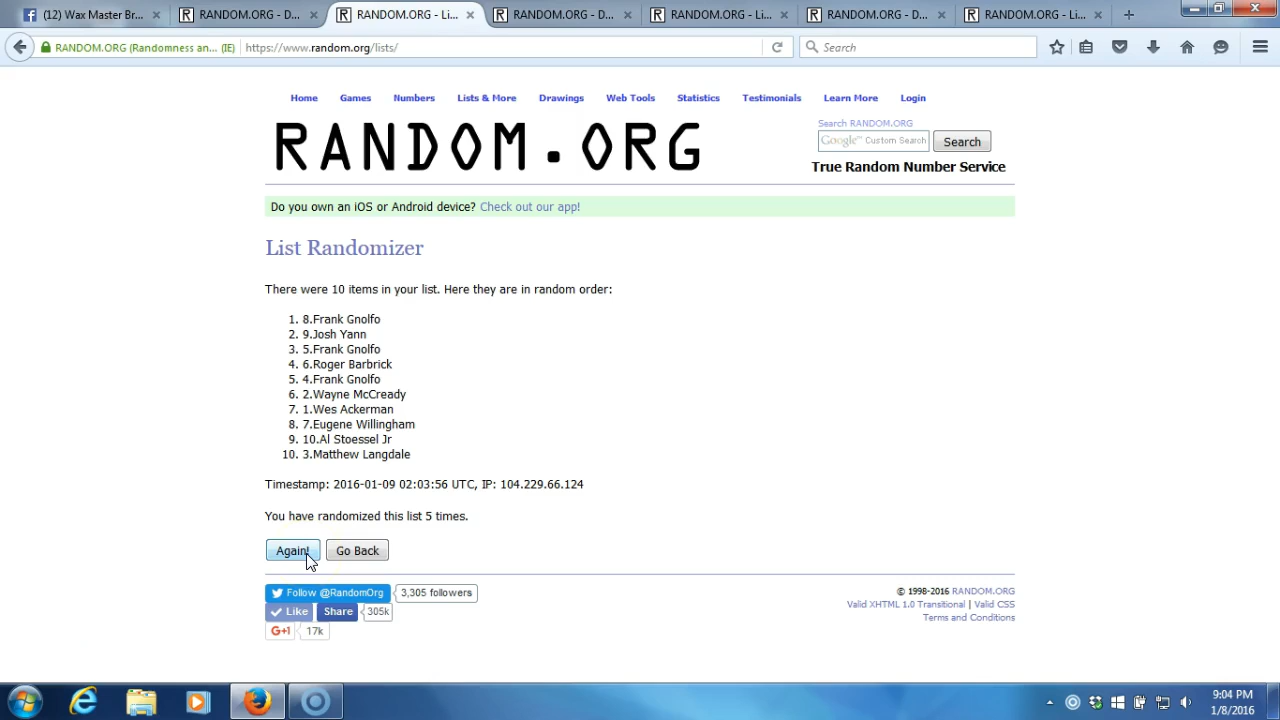 (12) Wax Master Br...
RANDOM.ORG - D...
RANDOM.ORG - Li...
RANDOM.ORG - D...
RANDOM.ORG - Li...
RANDOM.ORG - D...
RANDOM.ORG - Li...
RANDOM.ORG (Randomness an... (IE)
https://www.random.org/lists/
Search
Home Games Numbers Lists & More Drawings Web Tools Statistics Testimonials Learn More Login
RANDOM.ORG
Search RANDOM.ORG
Google™ Custom Search
Search
True Random Number Service
Do you own an iOS or Android device? Check out our app!
List Randomizer
There were 10 items in your list. Here they are in random order:
1. 8.Frank Gnolfo
2. 9.Josh Yann
3. 5.Frank Gnolfo
4. 6.Roger Barbrick
5. 4.Frank Gnolfo
6. 2.Wayne McCready
7. 1.Wes Ackerman
8. 7.Eugene Willingham
9. 10.Al Stoessel Jr
10. 3.Matthew Langdale
Timestamp: 2016-01-09 02:03:56 UTC, IP: 104.229.66.124
You have randomized this list 5 times.
Again! Go Back
Follow @RandomOrg 3,305 followers
Like Share 305k
G+1 17k
© 1998-2016 RANDOM.ORG
Valid XHTML 1.0 Transitional | Valid CSS
Terms and Conditions
9:04 PM
1/8/2016